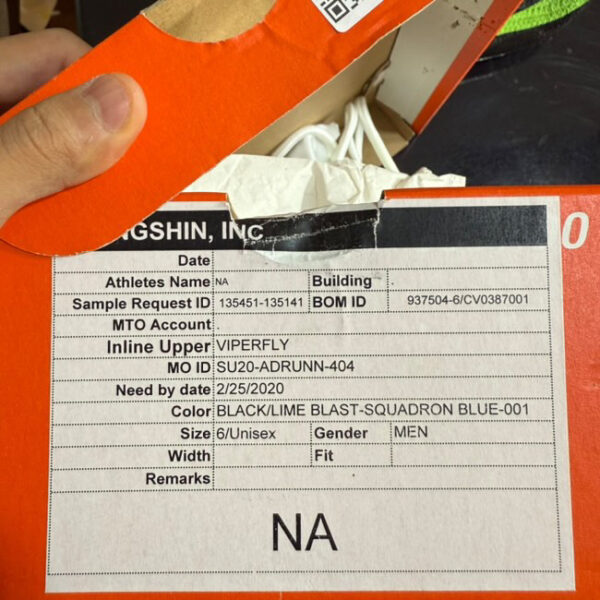 NGSHIN, INC
0
Date
Athletes Name NA Building .
Sample Request ID 135451-135141 BOM ID 937504-6/CV0387001
MTO Account .
Inline Upper VIPERFLY
MO ID SU20-ADRUNN-404
Need by date 2/25/2020
Color BLACK/LIME BLAST-SQUADRON BLUE-001
Size 6/Unisex Gender MEN
Width Fit
Remarks
NA